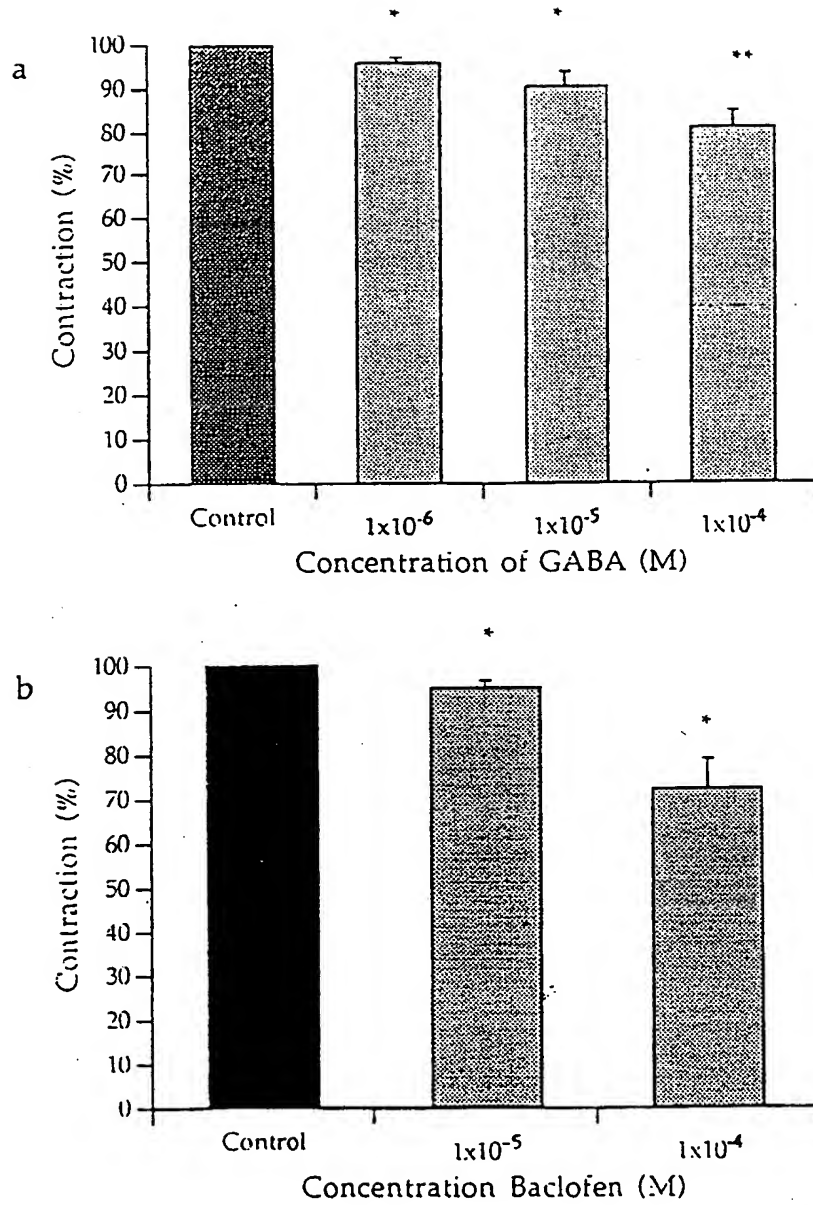 a
Contraction (%)
100
90
80
70
60
50
40
30
20
10
0
*
*
**
Control
1x10⁻⁶
1x10⁻⁵
1x10⁻⁴
Concentration of GABA (M)
b
Contraction (%)
100
90
80
70
60
50
40
30
20
10
0
*
*
Control
1x10⁻⁵
1x10⁻⁴
Concentration Baclofen (M)